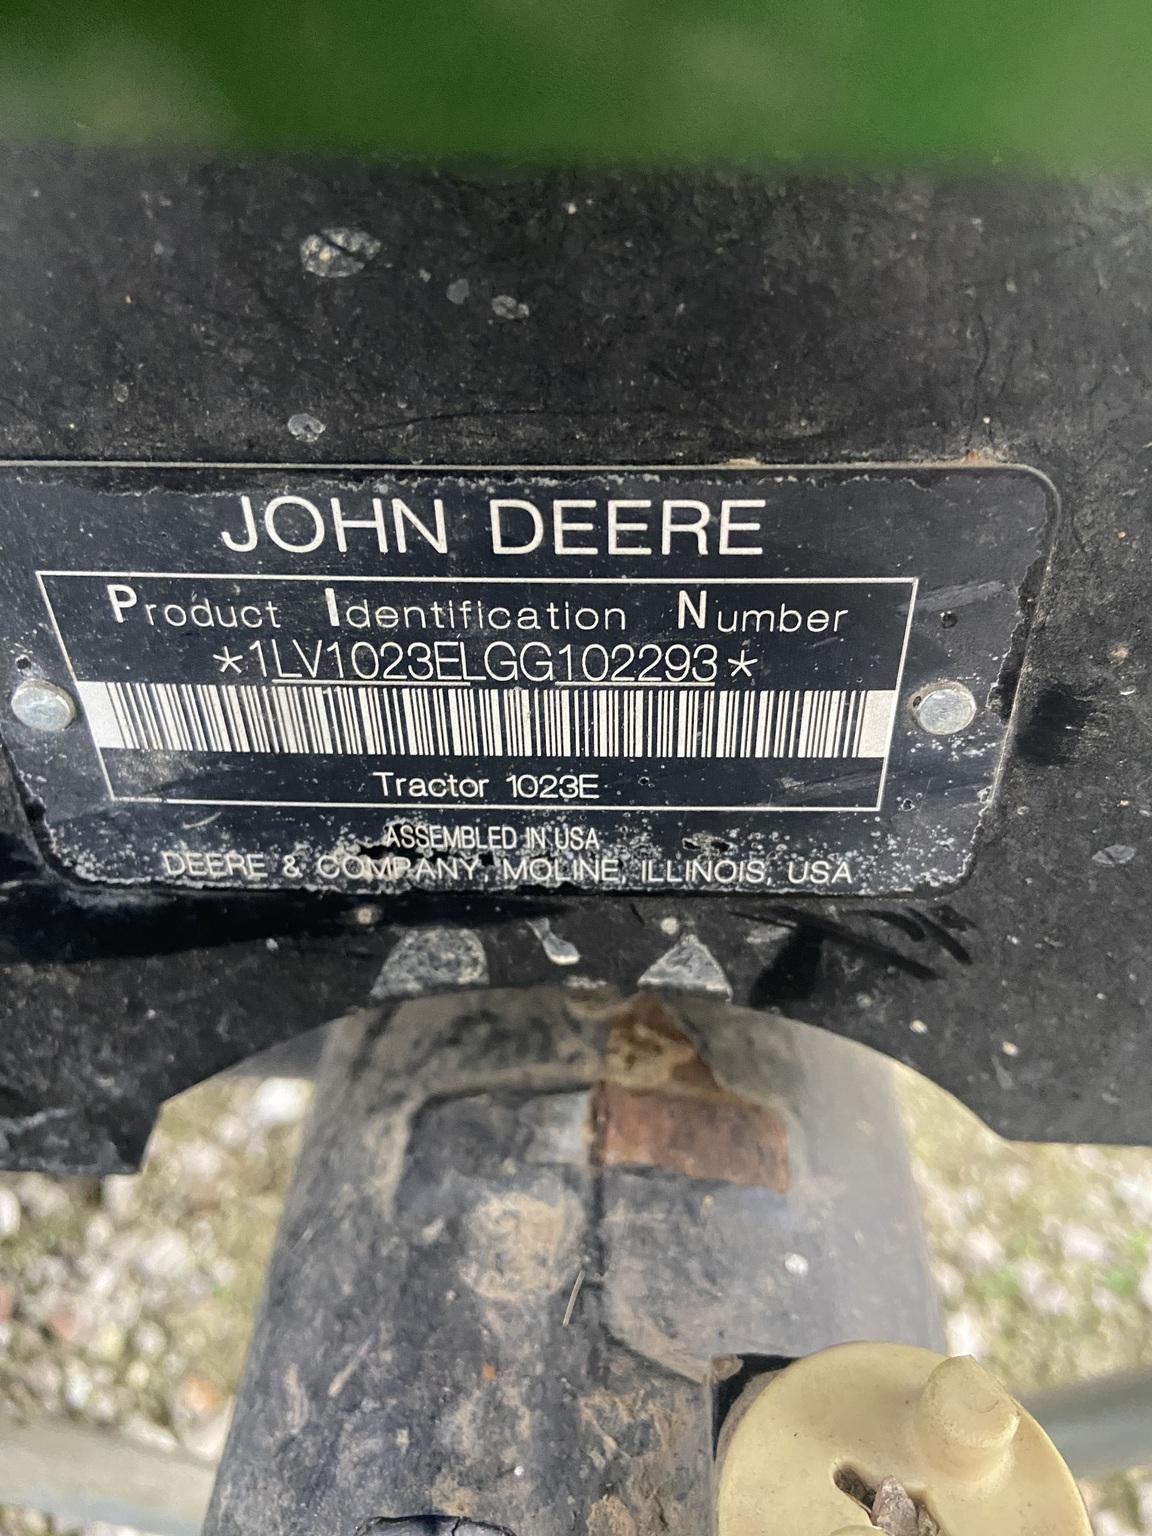 JOHN DEERE
Product Identification Number
*1LV1023ELGG102293*
Tractor 1023E
ASSEMBLED IN USA
DEERE & COMPANY, MOLINE, ILLINOIS, USA